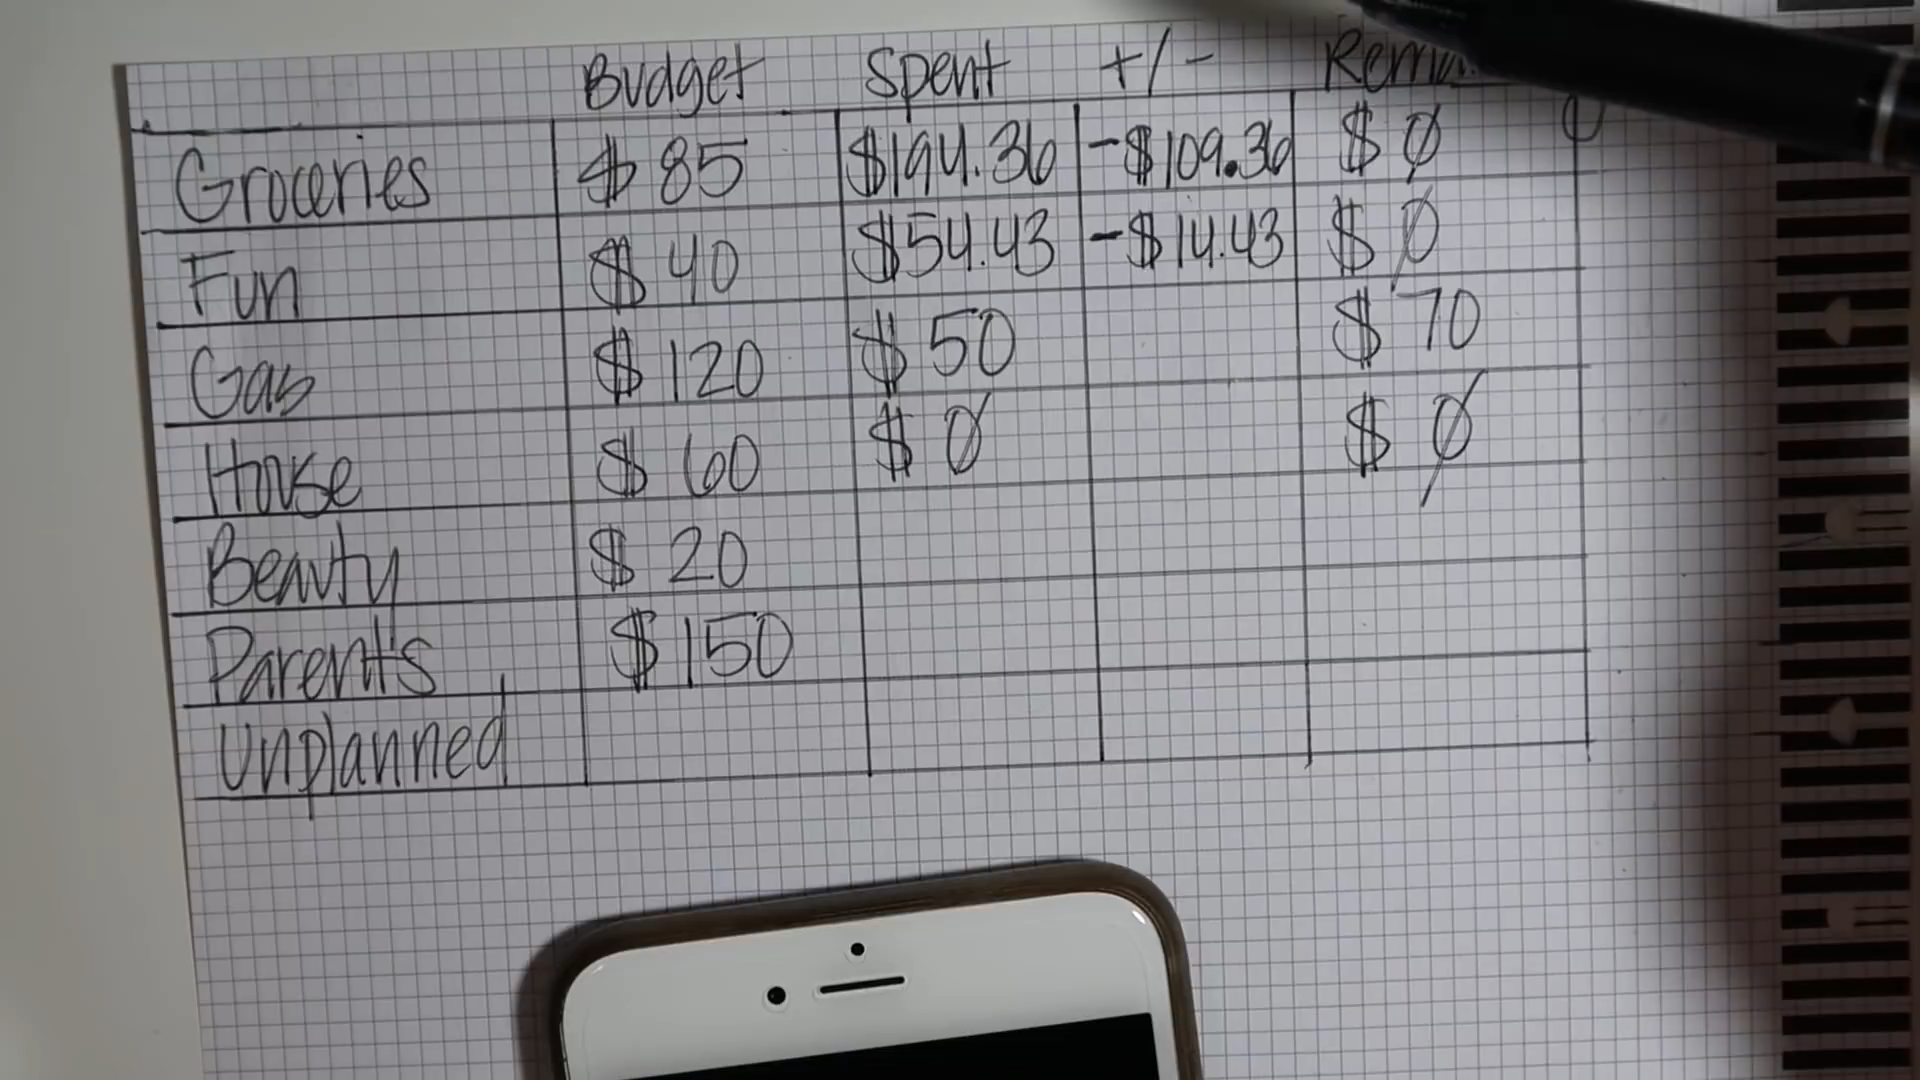 Budget Spent +/-
Groceries $85 $194.36 -$109.36 $0
Fun $40 $54.43 -$14.43 $0
Gas $120 $50 $70
House $60 $0 $0
Beauty $20
Parent's $150
Unplanned